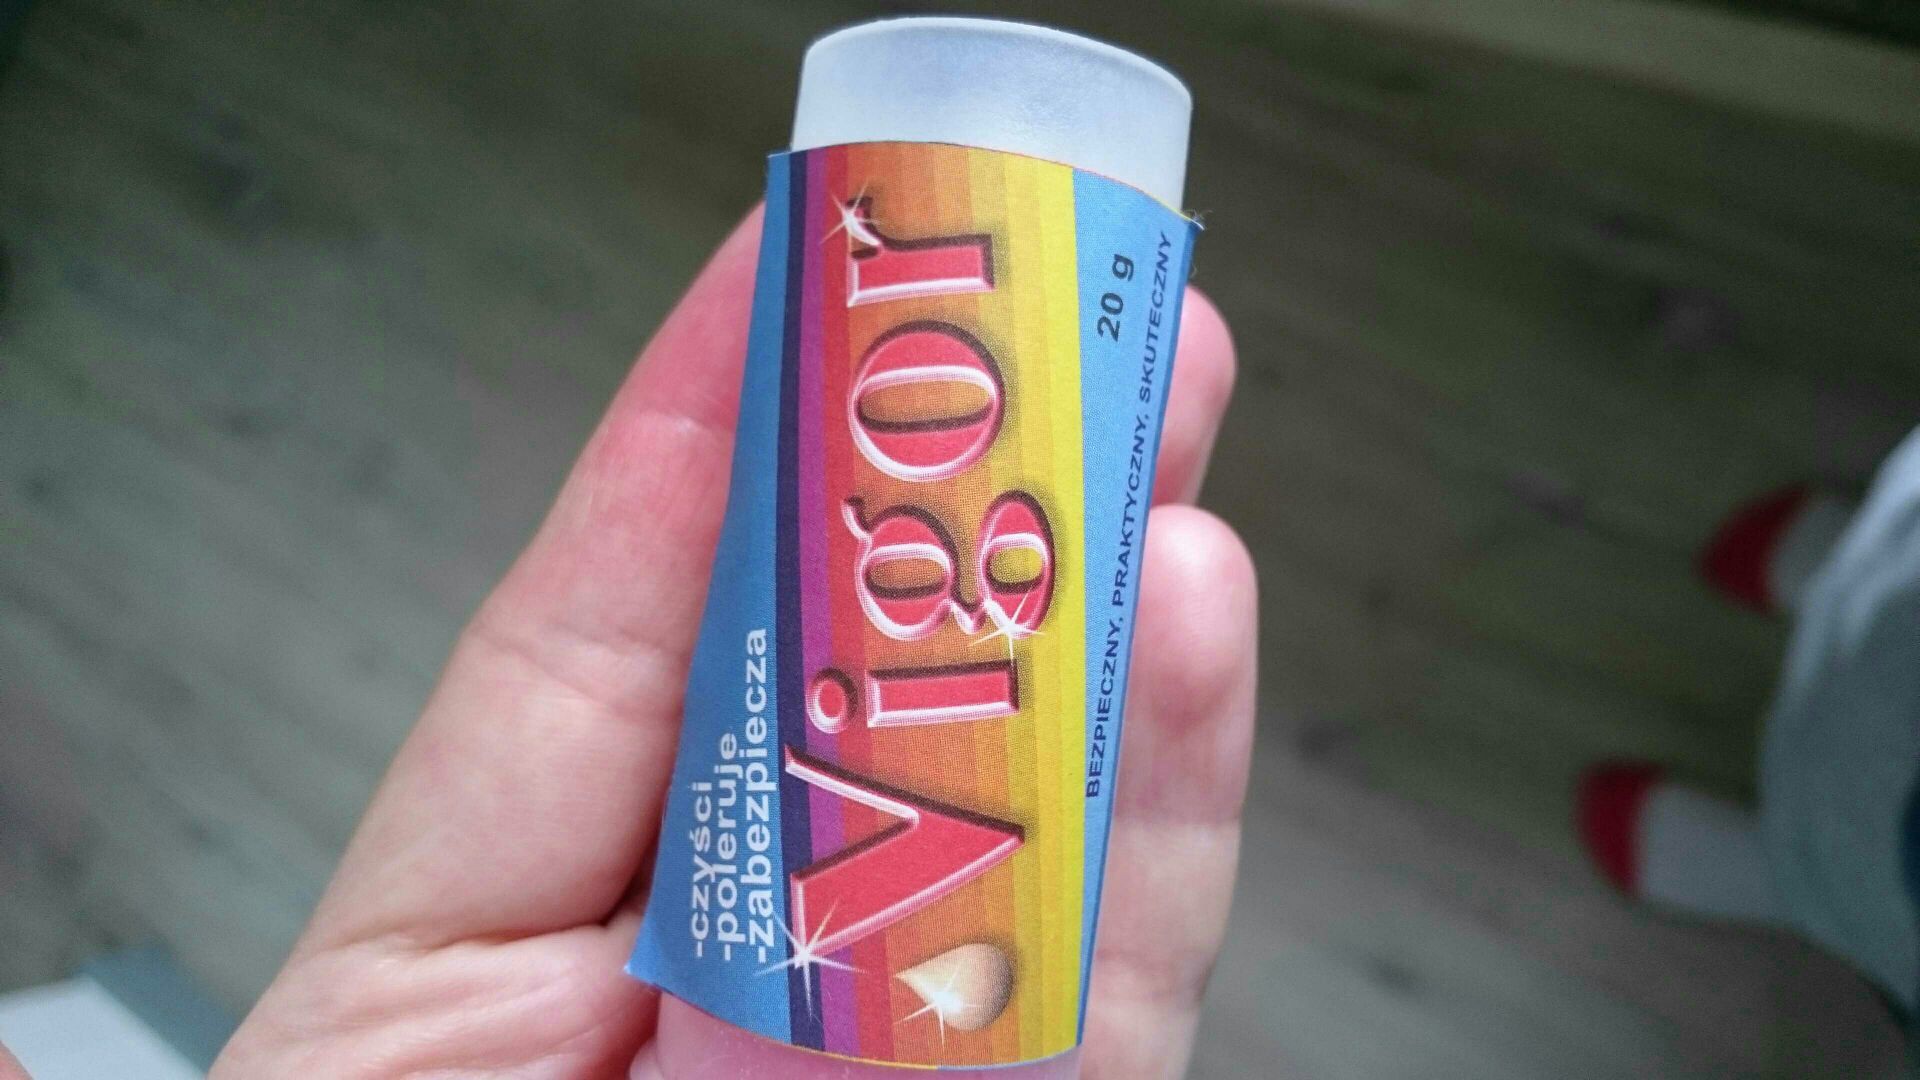 -czyści
-poleruje
-zabezpiecza
Vigor
20 g
BEZPIECZNY, PRAKTYCZNY, SKUTECZNY